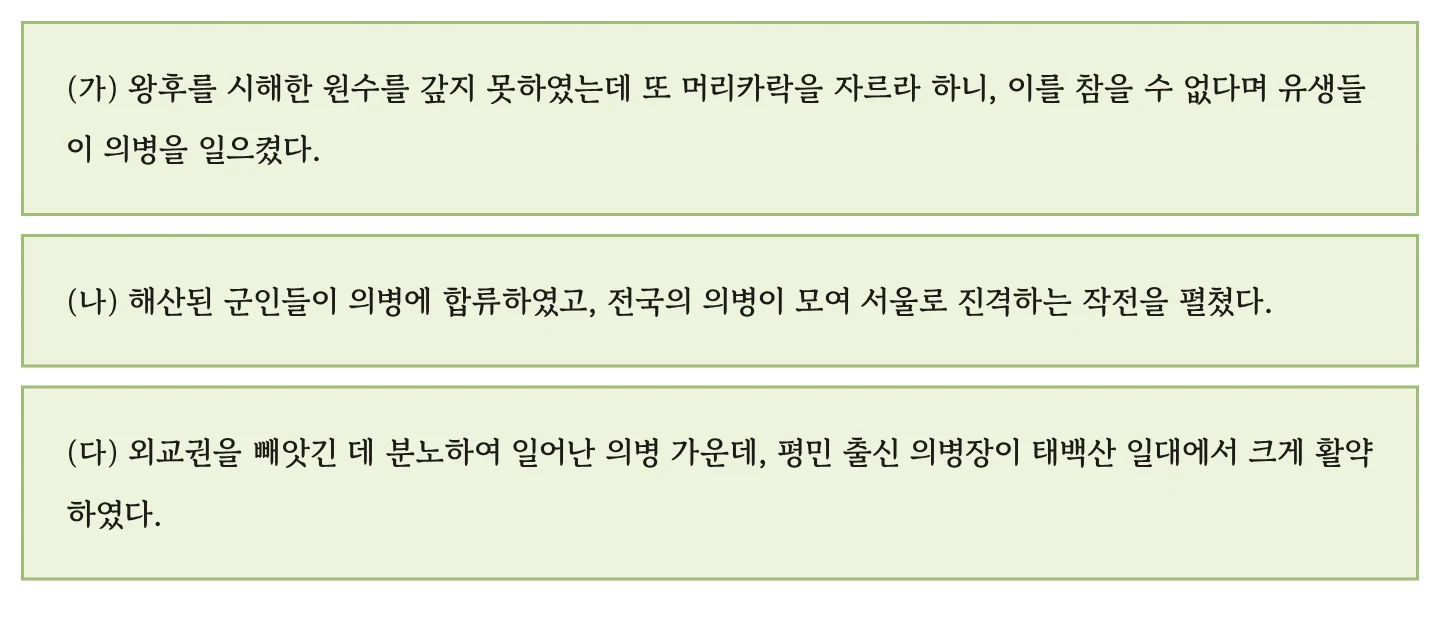 (가) 왕후를 시해한 원수를 갚지 못하였는데 또 머리카락을 자르라 하니, 이를 참을 수 없다며 유생들
이 의병을 일으켰다.
(나) 해산된 군인들이 의병에 합류하였고, 전국의 의병이 모여 서울로 진격하는 작전을 펼쳤다.
(다) 외교권을 빼앗긴 데 분노하여 일어난 의병 가운데, 평민 출신 의병장이 태백산 일대에서 크게 활약
하였다.